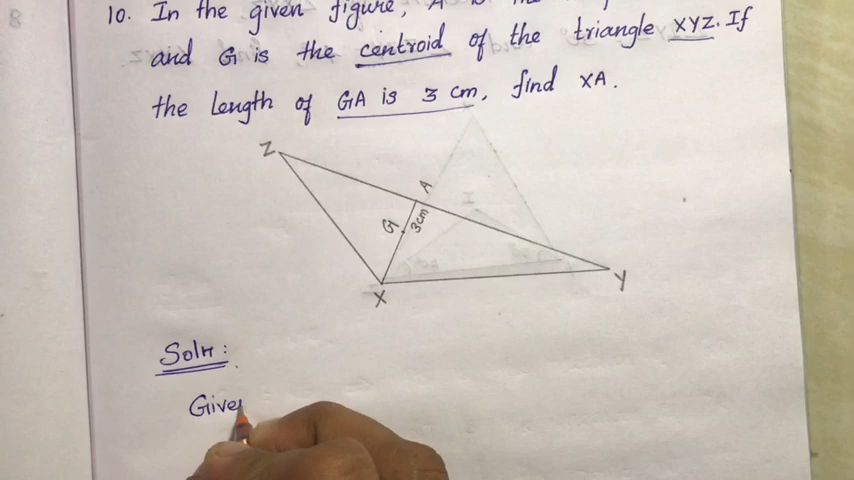 10. In the given figure, A
and G is the centroid of the triangle XYZ. If
the length of GA is 3 cm, find XA.
Z
A
G
3cm
X
Y
Soln:
Give